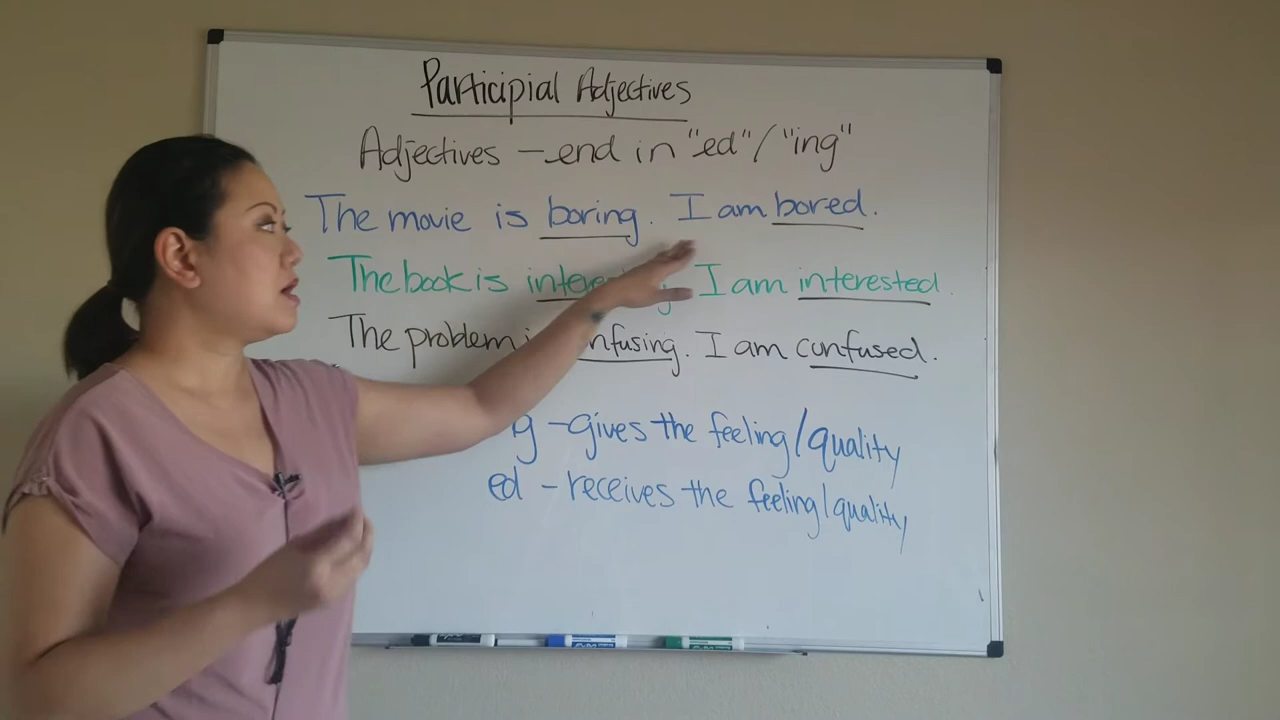 Participial Adjectives
Adjectives - end in "ed" / "ing"
The movie is boring. I am bored.
The book is I am interested.
The problem I am confused.
- gives the feeling/quality
ed - receives the feeling/quality